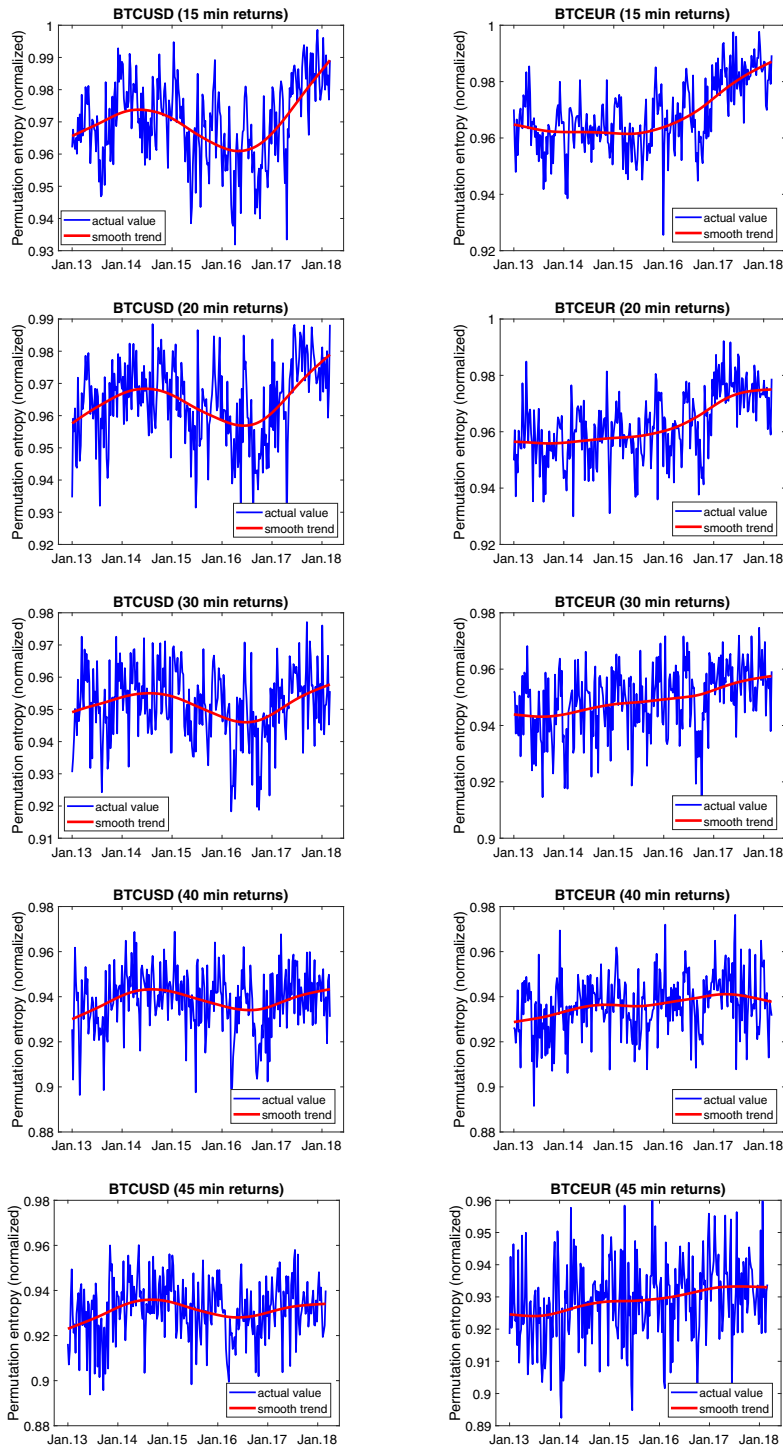 BTCUSD (15 min returns)
Permutation entropy (normalized)
1
0.99
0.98
0.97
0.96
0.95
0.94
0.93
actual value
smooth trend
Jan.13 Jan.14 Jan.15 Jan.16 Jan.17 Jan.18
BTCEUR (15 min returns)
Permutation entropy (normalized)
1
0.98
0.96
0.94
0.92
actual value
smooth trend
Jan.13 Jan.14 Jan.15 Jan.16 Jan.17 Jan.18
BTCUSD (20 min returns)
Permutation entropy (normalized)
0.99
0.98
0.97
0.96
0.95
0.94
0.93
0.92
actual value
smooth trend
Jan.13 Jan.14 Jan.15 Jan.16 Jan.17 Jan.18
BTCEUR (20 min returns)
Permutation entropy (normalized)
1
0.98
0.96
0.94
0.92
actual value
smooth trend
Jan.13 Jan.14 Jan.15 Jan.16 Jan.17 Jan.18
BTCUSD (30 min returns)
Permutation entropy (normalized)
0.98
0.97
0.96
0.95
0.94
0.93
0.92
0.91
actual value
smooth trend
Jan.13 Jan.14 Jan.15 Jan.16 Jan.17 Jan.18
BTCEUR (30 min returns)
Permutation entropy (normalized)
0.98
0.96
0.94
0.92
0.9
actual value
smooth trend
Jan.13 Jan.14 Jan.15 Jan.16 Jan.17 Jan.18
BTCUSD (40 min returns)
Permutation entropy (normalized)
0.98
0.96
0.94
0.92
0.9
0.88
actual value
smooth trend
Jan.13 Jan.14 Jan.15 Jan.16 Jan.17 Jan.18
BTCEUR (40 min returns)
Permutation entropy (normalized)
0.98
0.96
0.94
0.92
0.9
0.88
actual value
smooth trend
Jan.13 Jan.14 Jan.15 Jan.16 Jan.17 Jan.18
BTCUSD (45 min returns)
Permutation entropy (normalized)
0.98
0.96
0.94
0.92
0.9
0.88
actual value
smooth trend
Jan.13 Jan.14 Jan.15 Jan.16 Jan.17 Jan.18
BTCEUR (45 min returns)
Permutation entropy (normalized)
0.96
0.95
0.94
0.93
0.92
0.91
0.9
0.89
actual value
smooth trend
Jan.13 Jan.14 Jan.15 Jan.16 Jan.17 Jan.18